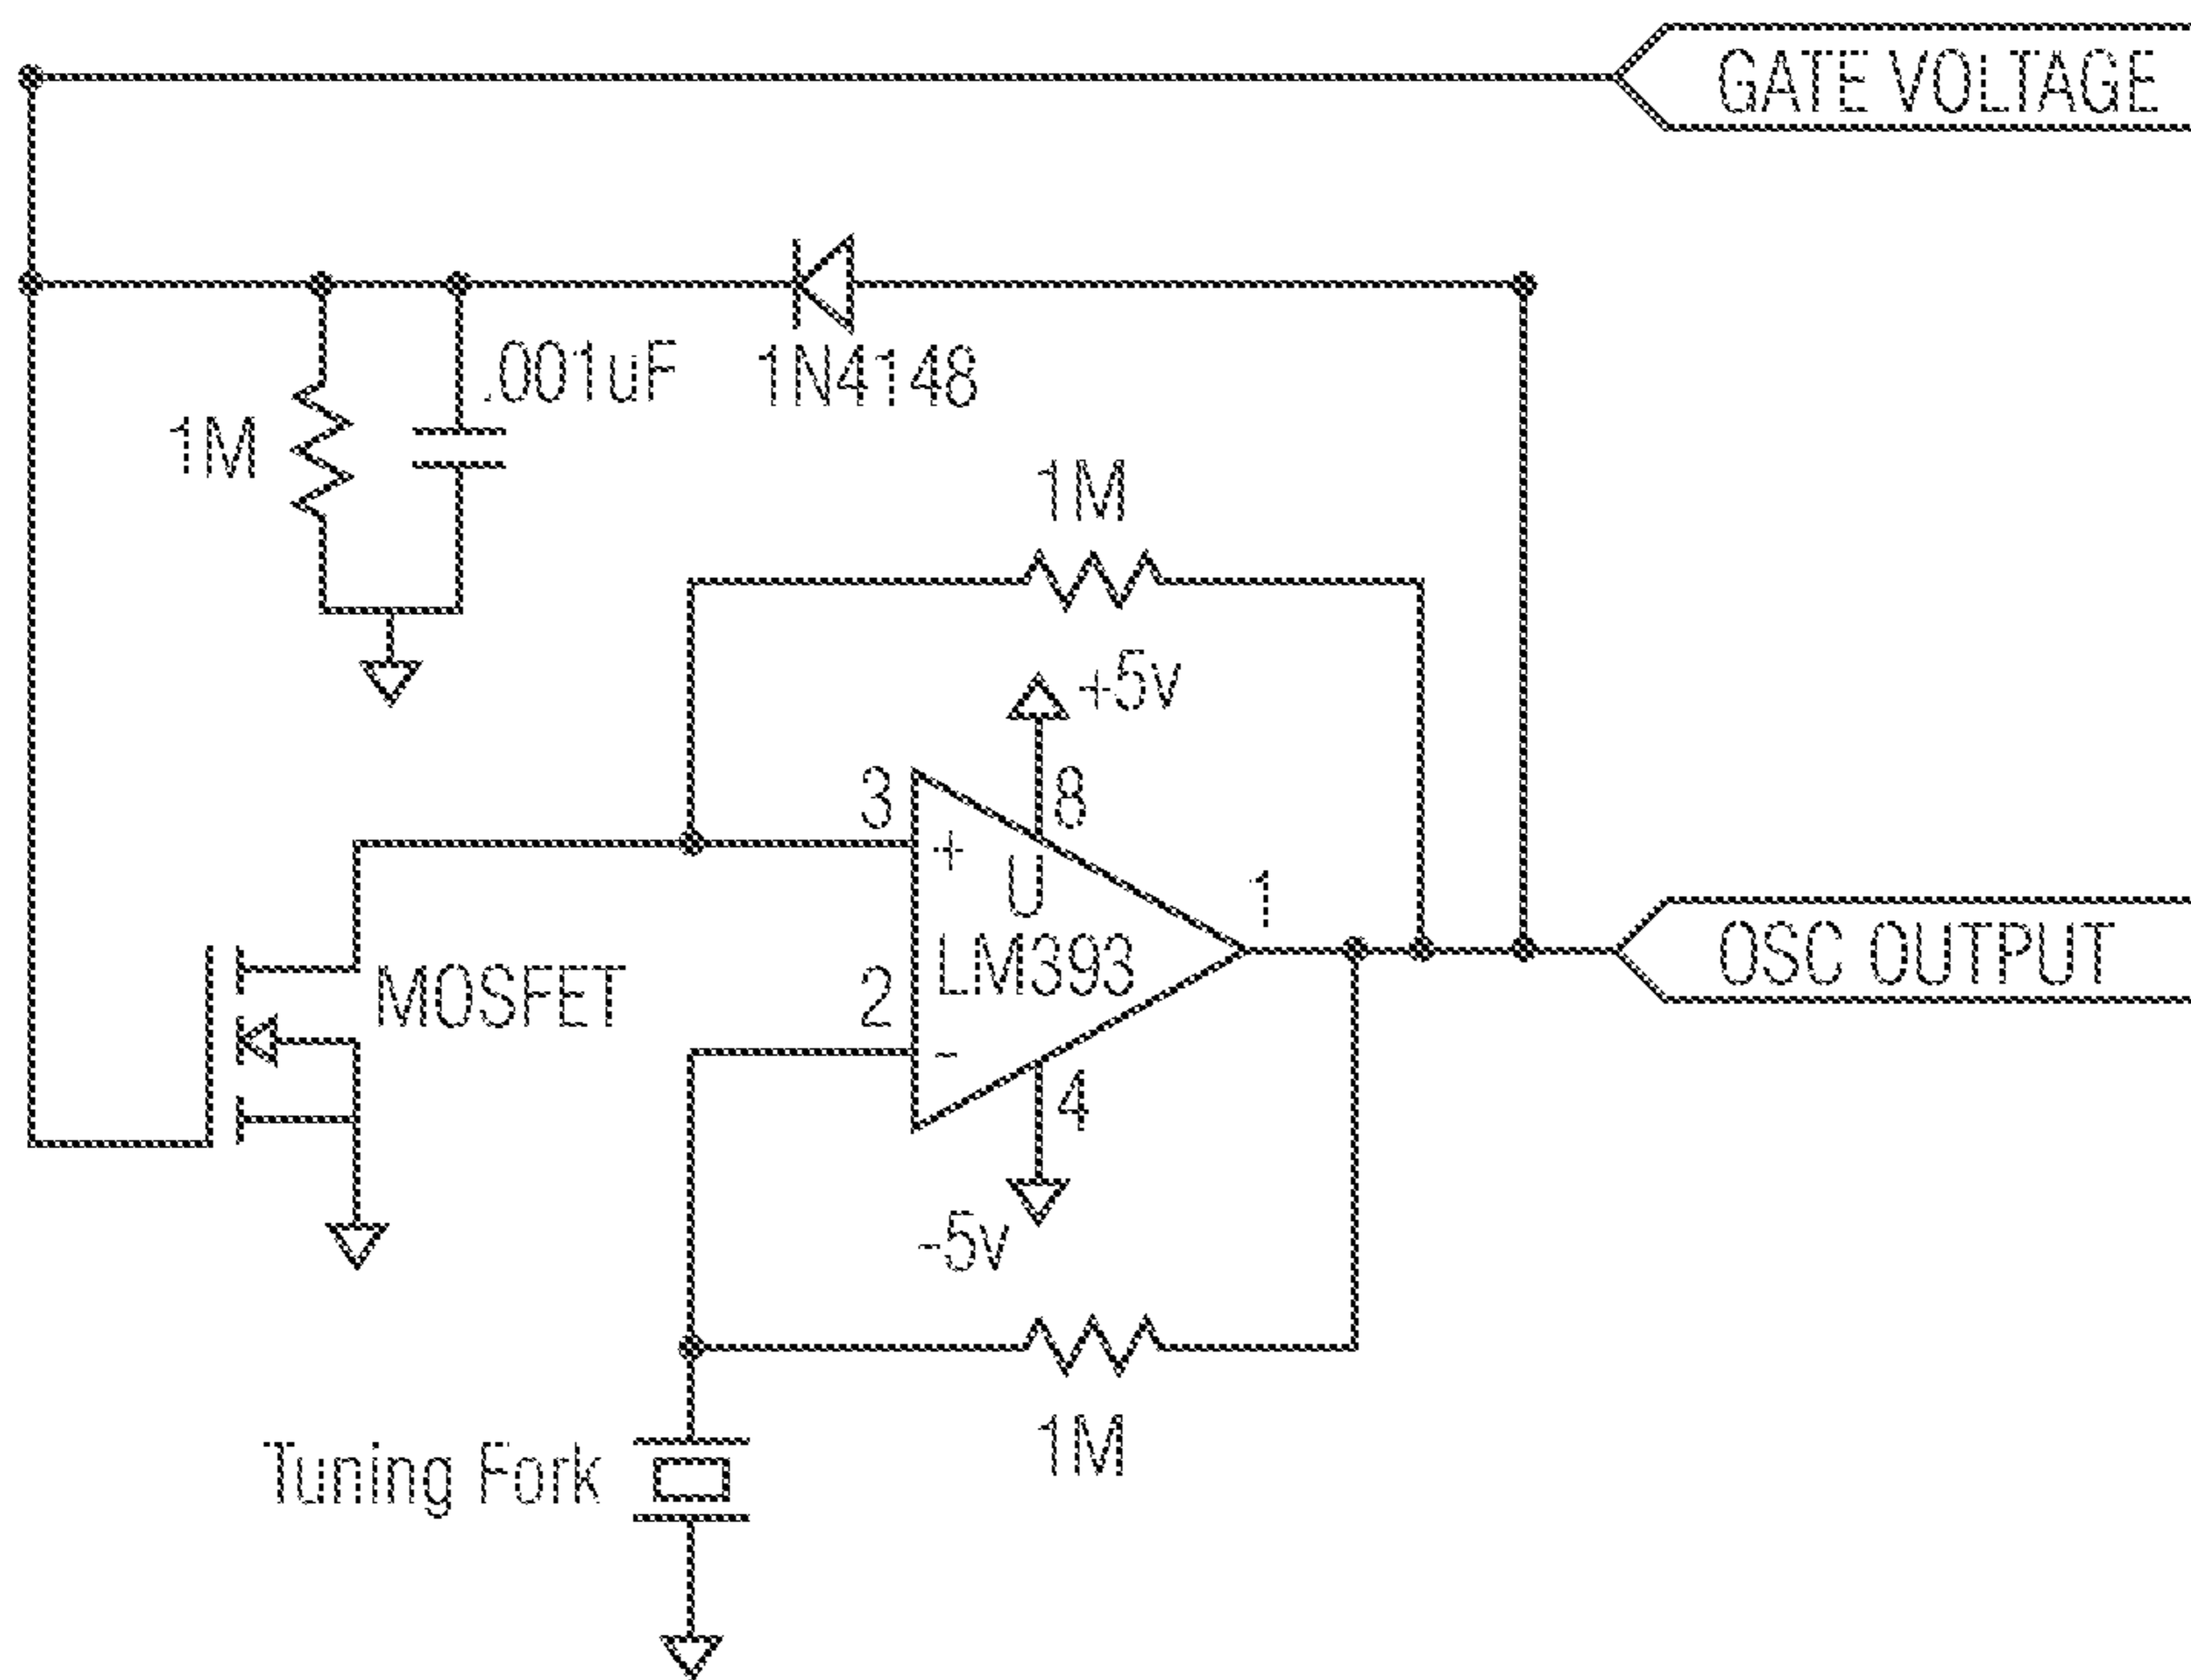 GATE VOLTAGE
.001uF
1N4148
1M
1M
+5v
3
8
+
U
1
LM393
OSC OUTPUT
MOSFET
2
-
4
-5v
Tuning Fork
1M